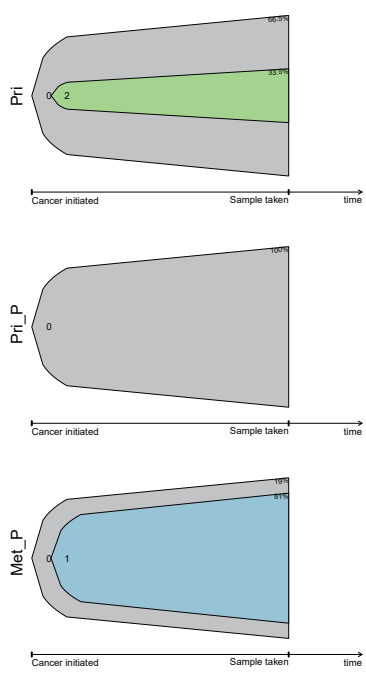 66.5%
33.5%
Pri
0 2
Cancer initiated Sample taken time
100%
Pri_P
0
Cancer initiated Sample taken time
19%
81%
Met_P
0 1
Cancer initiated Sample taken time